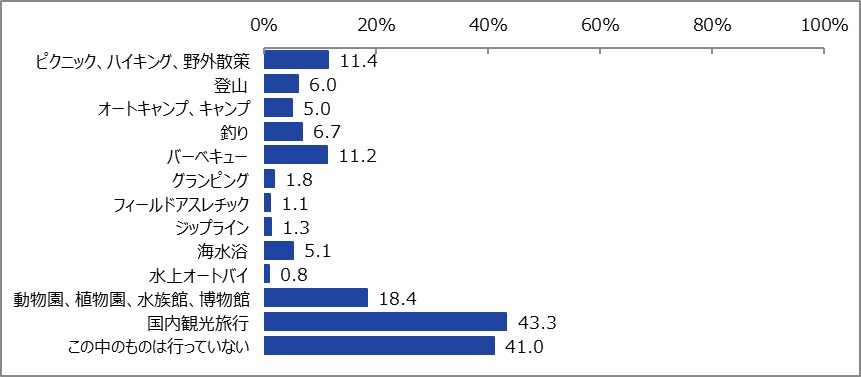 0% 20% 40% 60% 80% 100%
ピクニック、ハイキング、野外散策 11.4
登山 6.0
オートキャンプ、キャンプ 5.0
釣り 6.7
バーベキュー 11.2
グランピング 1.8
フィールドアスレチック 1.1
ジップライン 1.3
海水浴 5.1
水上オートバイ 0.8
動物園、植物園、水族館、博物館 18.4
国内観光旅行 43.3
この中のものは行っていない 41.0